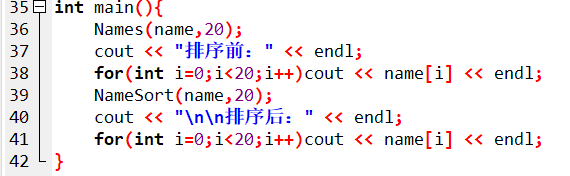 35 int main(){
36 Names(name,20);
37 cout << "排序前：" << endl;
38 for(int i=0;i<20;i++)cout << name[i] << endl;
39 NameSort(name,20);
40 cout << "\n\n排序后：" << endl;
41 for(int i=0;i<20;i++)cout << name[i] << endl;
42 }